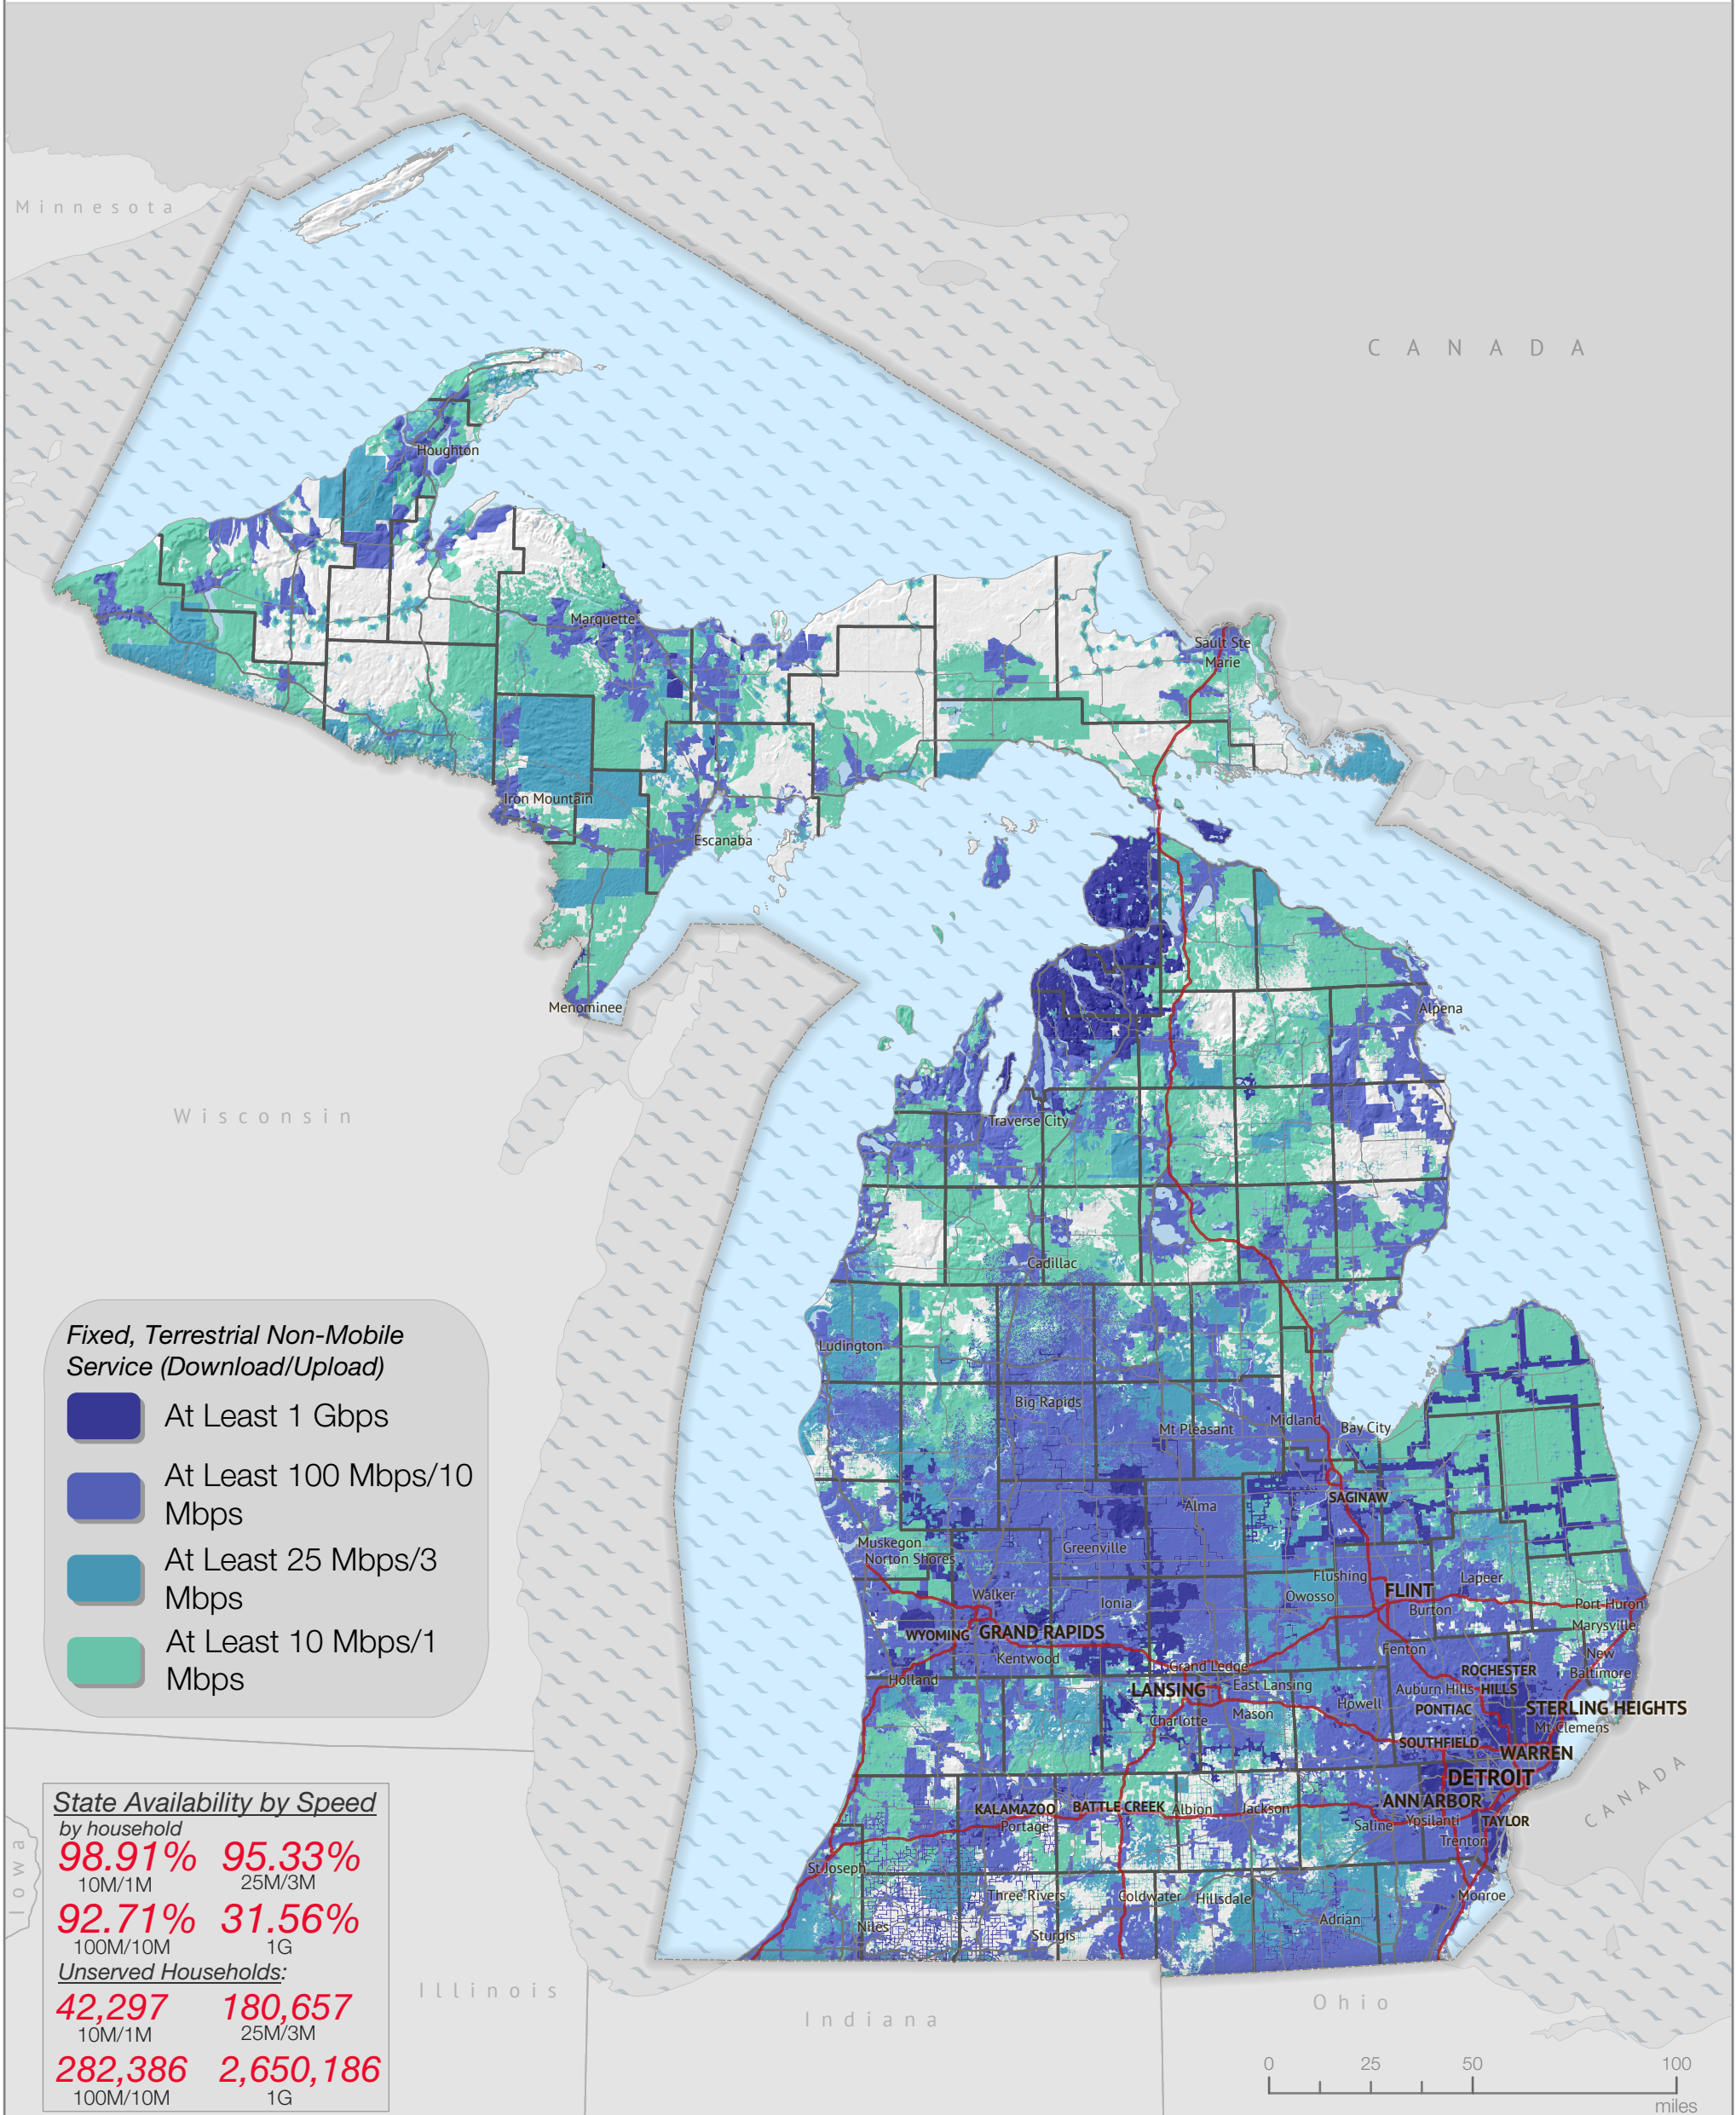 Minnesota
CANADA
Houghton
Marquette
Sault Ste
Marie
Iron Mountain
Escanaba
Menominee
Alpena
Wisconsin
Traverse City
Cadillac
Fixed, Terrestrial Non-Mobile
Service (Download/Upload)
At Least 1 Gbps
At Least 100 Mbps/10
Mbps
At Least 25 Mbps/3
Mbps
At Least 10 Mbps/1
Mbps
Ludington
Big Rapids
Mt Pleasant
Midland
Bay City
SAGINAW
Alma
Muskegon
Norton Shores
Greenville
Flushing
Lapeer
FLINT
Walker
Ionia
Owosso
Burton
Port Huron
Marysville
WYOMING
GRAND RAPIDS
Kentwood
Fenton
New
Baltimore
Holland
Grand Ledge
ROCHESTER
HILLS
LANSING
East Lansing
Auburn Hills
Howell
PONTIAC
STERLING HEIGHTS
Charlotte
Mason
Mt Clemens
SOUTHFIELD
WARREN
DETROIT
ANN ARBOR
KALAMAZOO
BATTLE CREEK
Albion
Jackson
Portage
Saline
Ypsilanti
TAYLOR
Trenton
CANADA
St Joseph
Three Rivers
Coldwater
Hillsdale
Monroe
Niles
Sturgis
Adrian
State Availability by Speed
by household
98.91% 95.33%
10M/1M 25M/3M
92.71% 31.56%
100M/10M 1G
Unserved Households:
42,297 180,657
10M/1M 25M/3M
282,386 2,650,186
100M/10M 1G
Iowa
Illinois
Indiana
Ohio
0 25 50 100
miles